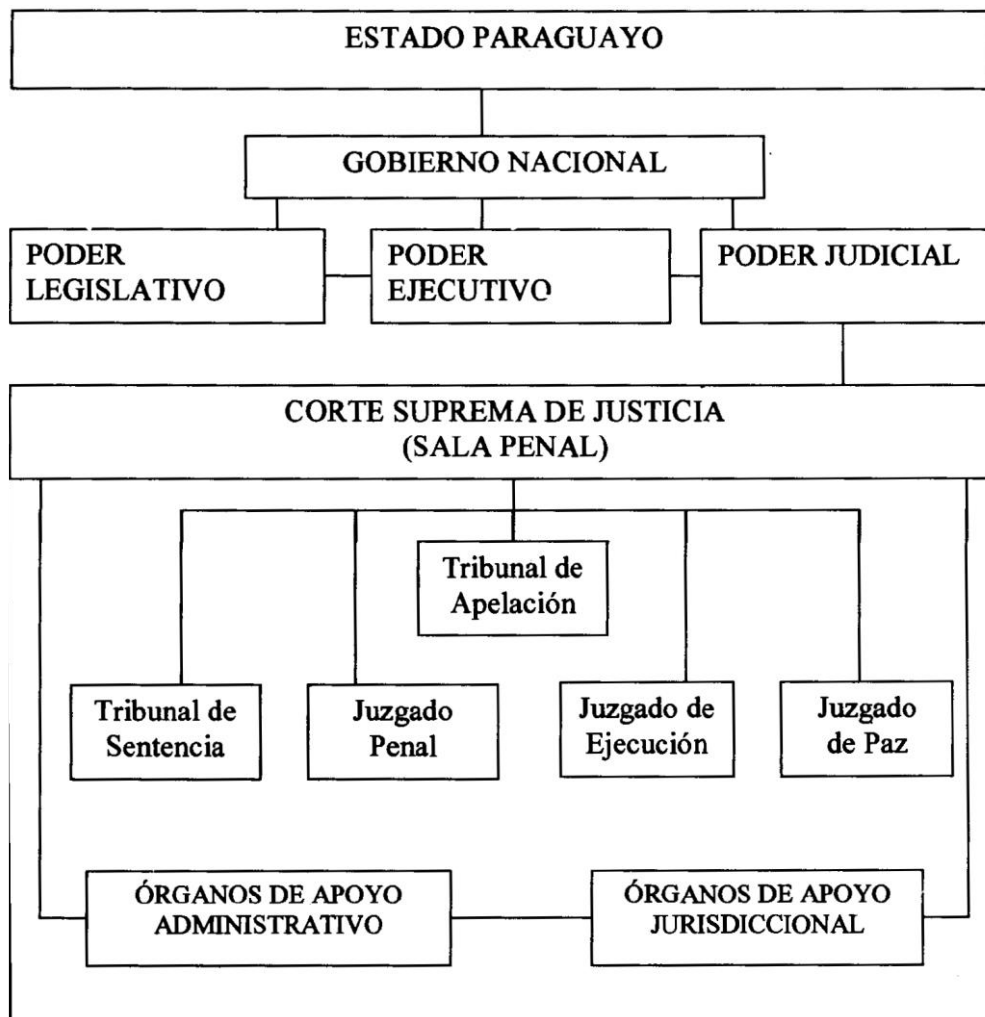 ESTADO PARAGUAYO
GOBIERNO NACIONAL
PODER
LEGISLATIVO
PODER
EJECUTIVO
PODER JUDICIAL
CORTE SUPREMA DE JUSTICIA
(SALA PENAL)
Tribunal de
Apelación
Tribunal de
Sentencia
Juzgado
Penal
Juzgado de
Ejecución
Juzgado
de Paz
ÓRGANOS DE APOYO
ADMINISTRATIVO
ÓRGANOS DE APOYO
JURISDICCIONAL